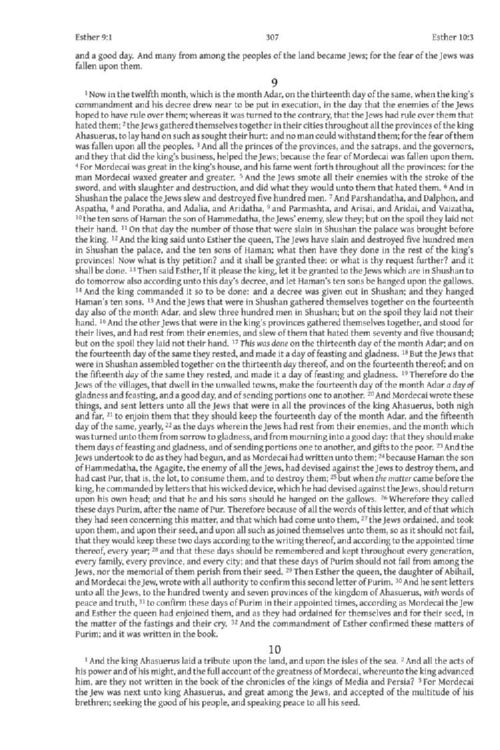 Esther 9:1 307 Esther 10:3
and a good day. And many from among the peoples of the land became Jews; for the fear of the Jews was
fallen upon them.
9
1 Now in the twelfth month, which is the month Adar, on the thirteenth day of the same, when the king's
commandment and his decree drew near to be put in execution, in the day that the enemies of the Jews
hoped to have rule over them; whereas it was turned to the contrary, that the Jews had rule over them that
hated them; 2 the Jews gathered themselves together in their cities throughout all the provinces of the king
Ahasuerus, to lay hand on such as sought their hurt: and no man could withstand them; for the fear of them
was fallen upon all the peoples. 3 And all the princes of the provinces, and the satraps, and the governors,
and they that did the king's business, helped the Jews; because the fear of Mordecai was fallen upon them.
4 For Mordecai was great in the king's house, and his fame went forth throughout all the provinces: for the
man Mordecai waxed greater and greater. 5 And the Jews smote all their enemies with the stroke of the
sword, and with slaughter and destruction, and did what they would unto them that hated them. 6 And in
Shushan the palace the Jews slew and destroyed five hundred men. 7 And Parshandatha, and Dalphon, and
Aspatha, 8 and Poratha, and Adalia, and Aridatha, 9 and Parmashta, and Arisai, and Aridai, and Vaizatha,
10 the ten sons of Haman the son of Hammedatha, the Jews' enemy, slew they; but on the spoil they laid not
their hand. 11 On that day the number of those that were slain in Shushan the palace was brought before
the king. 12 And the king said unto Esther the queen, The Jews have slain and destroyed five hundred men
in Shushan the palace, and the ten sons of Haman; what then have they done in the rest of the king's
provinces! Now what is thy petition? and it shall be granted thee: or what is thy request further? and it
shall be done. 13 Then said Esther, If it please the king, let it be granted to the Jews which are in Shushan to
do tomorrow also according unto this day's decree, and let Haman's ten sons be hanged upon the gallows.
14 And the king commanded it so to be done: and a decree was given out in Shushan; and they hanged
Haman's ten sons. 15 And the Jews that were in Shushan gathered themselves together on the fourteenth
day also of the month Adar, and slew three hundred men in Shushan; but on the spoil they laid not their
hand. 16 And the other Jews that were in the king's provinces gathered themselves together, and stood for
their lives, and had rest from their enemies, and slew of them that hated them seventy and five thousand;
but on the spoil they laid not their hand. 17 This was done on the thirteenth day of the month Adar; and on
the fourteenth day of the same they rested, and made it a day of feasting and gladness. 18 But the Jews that
were in Shushan assembled together on the thirteenth day thereof, and on the fourteenth thereof; and on
the fifteenth day of the same they rested, and made it a day of feasting and gladness. 19 Therefore do the
Jews of the villages, that dwell in the unwalled towns, make the fourteenth day of the month Adar a day of
gladness and feasting, and a good day, and of sending portions one to another. 20 And Mordecai wrote these
things, and sent letters unto all the Jews that were in all the provinces of the king Ahasuerus, both nigh
and far, 21 to enjoin them that they should keep the fourteenth day of the month Adar, and the fifteenth
day of the same, yearly, 22 as the days wherein the Jews had rest from their enemies, and the month which
was turned unto them from sorrow to gladness, and from mourning into a good day: that they should make
them days of feasting and gladness, and of sending portions one to another, and gifts to the poor. 23 And the
Jews undertook to do as they had begun, and as Mordecai had written unto them; 24 because Haman the son
of Hammedatha, the Agagite, the enemy of all the Jews, had devised against the Jews to destroy them, and
had cast Pur, that is, the lot, to consume them, and to destroy them; 25 but when the matter came before the
king, he commanded by letters that his wicked device, which he had devised against the Jews, should return
upon his own head; and that he and his sons should be hanged on the gallows. 26 Wherefore they called
these days Purim, after the name of Pur. Therefore because of all the words of this letter, and of that which
they had seen concerning this matter, and that which had come unto them, 27 the Jews ordained, and took
upon them, and upon their seed, and upon all such as joined themselves unto them, so as it should not fail,
that they would keep these two days according to the writing thereof, and according to the appointed time
thereof, every year; 28 and that these days should be remembered and kept throughout every generation,
every family, every province, and every city; and that these days of Purim should not fail from among the
Jews, nor the memorial of them perish from their seed. 29 Then Esther the queen, the daughter of Abihail,
and Mordecai the Jew, wrote with all authority to confirm this second letter of Purim. 30 And he sent letters
unto all the Jews, to the hundred twenty and seven provinces of the kingdom of Ahasuerus, with words of
peace and truth, 31 to confirm these days of Purim in their appointed times, according as Mordecai the Jew
and Esther the queen had enjoined them, and as they had ordained for themselves and for their seed, in
the matter of the fastings and their cry. 32 And the commandment of Esther confirmed these matters of
Purim; and it was written in the book.
10
1 And the king Ahasuerus laid a tribute upon the land, and upon the isles of the sea. 2 And all the acts of
his power and of his might, and the full account of the greatness of Mordecai, whereunto the king advanced
him, are they not written in the book of the chronicles of the kings of Media and Persia? 3 For Mordecai
the Jew was next unto king Ahasuerus, and great among the Jews, and accepted of the multitude of his
brethren; seeking the good of his people, and speaking peace to all his seed.